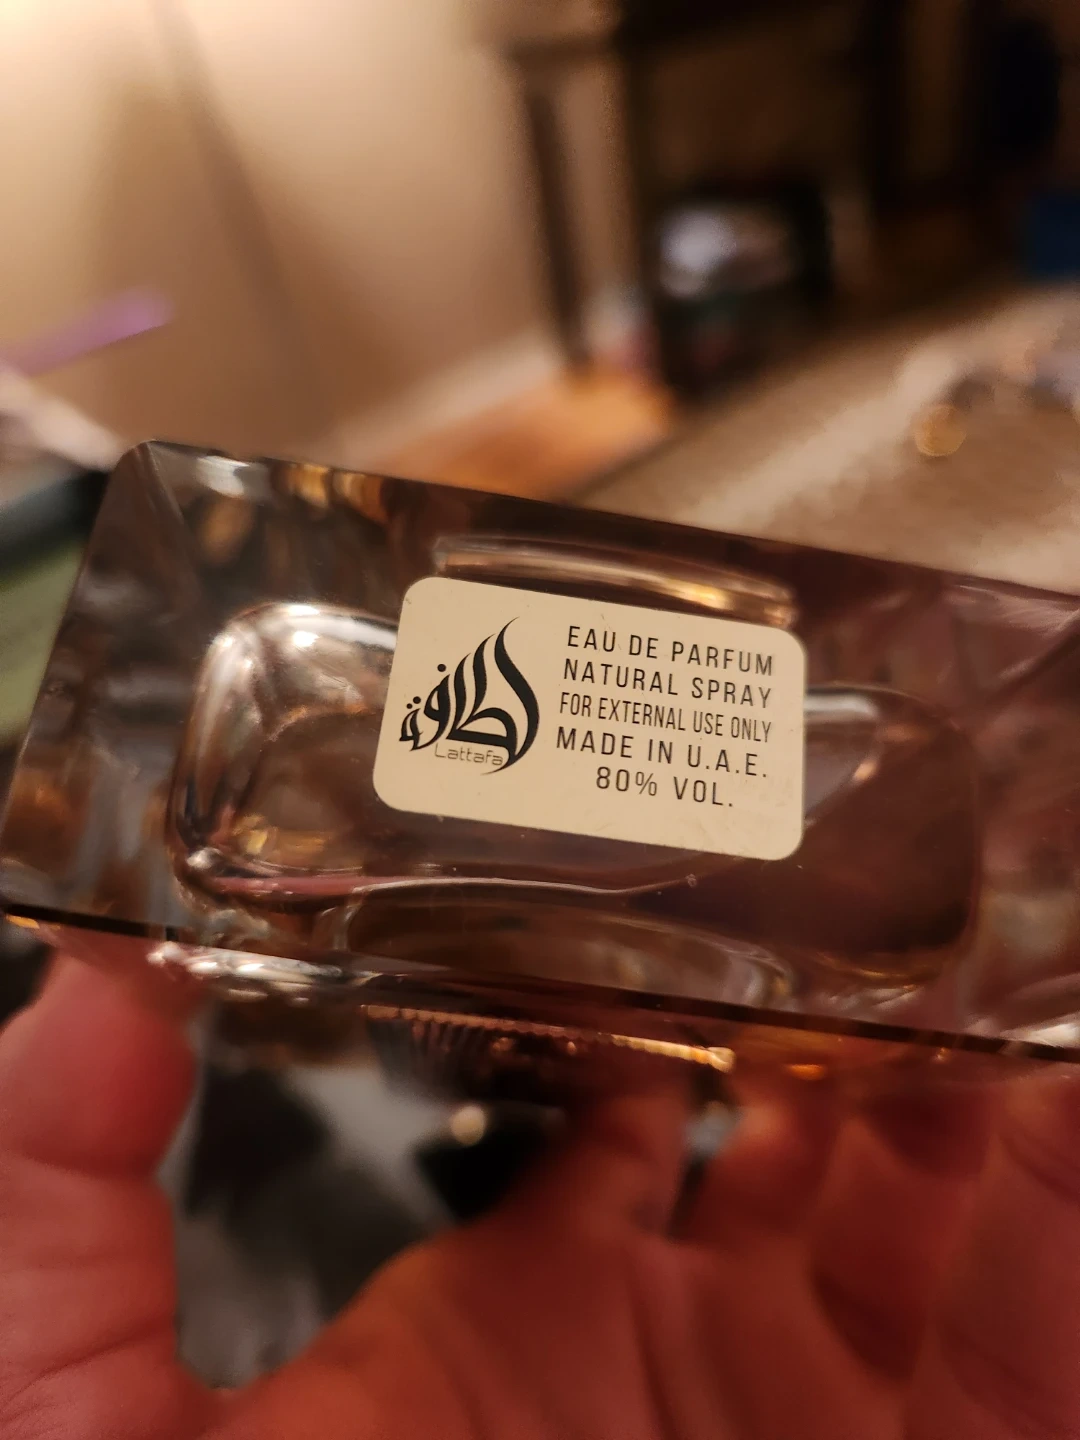 لطافة
Lattafa
EAU DE PARFUM
NATURAL SPRAY
FOR EXTERNAL USE ONLY
MADE IN U.A.E.
80% VOL.